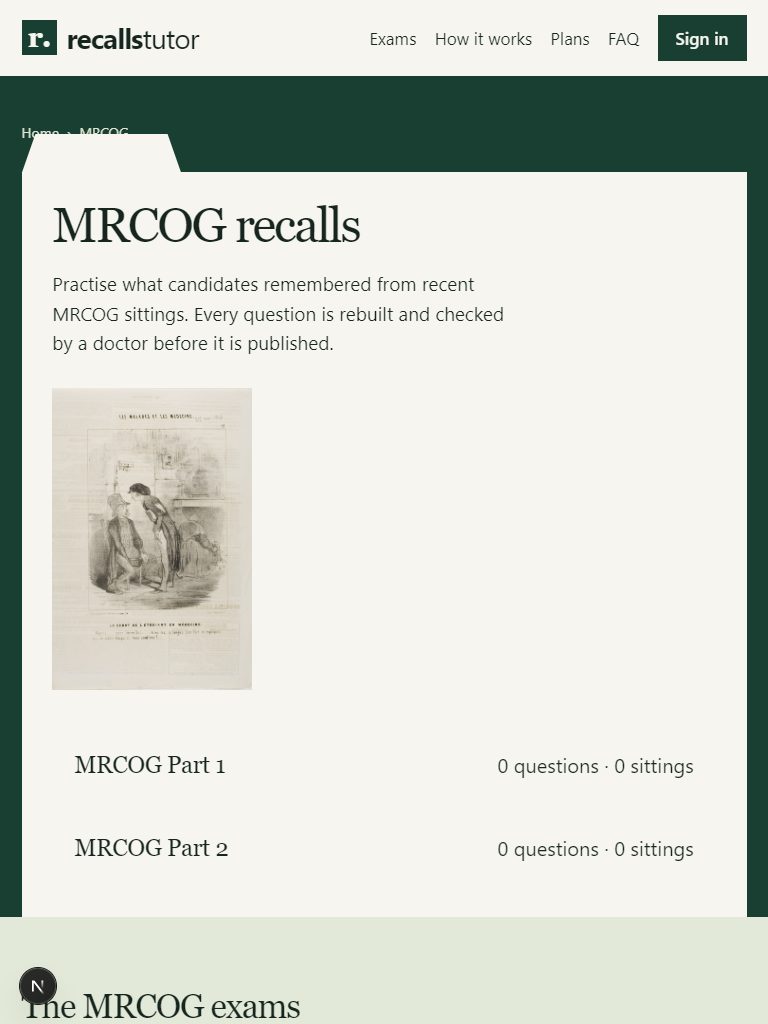 r. recallstutor
Exams How it works Plans FAQ Sign in
Home › MRCOG
MRCOG recalls
Practise what candidates remembered from recent
MRCOG sittings. Every question is rebuilt and checked
by a doctor before it is published.
LES MALADES ET LES MEDECINS
MRCOG Part 1 0 questions · 0 sittings
MRCOG Part 2 0 questions · 0 sittings
N
The MRCOG exams